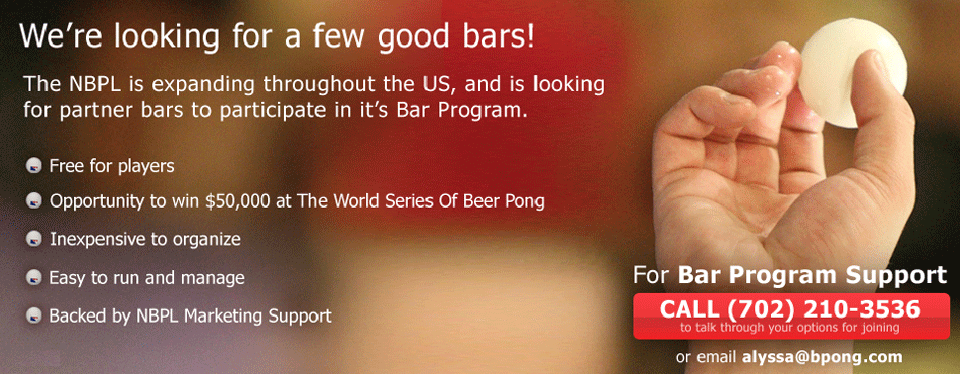 We're looking for a few good bars!
The NBPL is expanding throughout the US, and is looking
for partner bars to participate in it's Bar Program.
Free for players
Opportunity to win $50,000 at The World Series Of Beer Pong
Inexpensive to organize
Easy to run and manage
Backed by NBPL Marketing Support
For Bar Program Support
CALL (702) 210-3536
to talk through your options for joining
or email alyssa@bpong.com